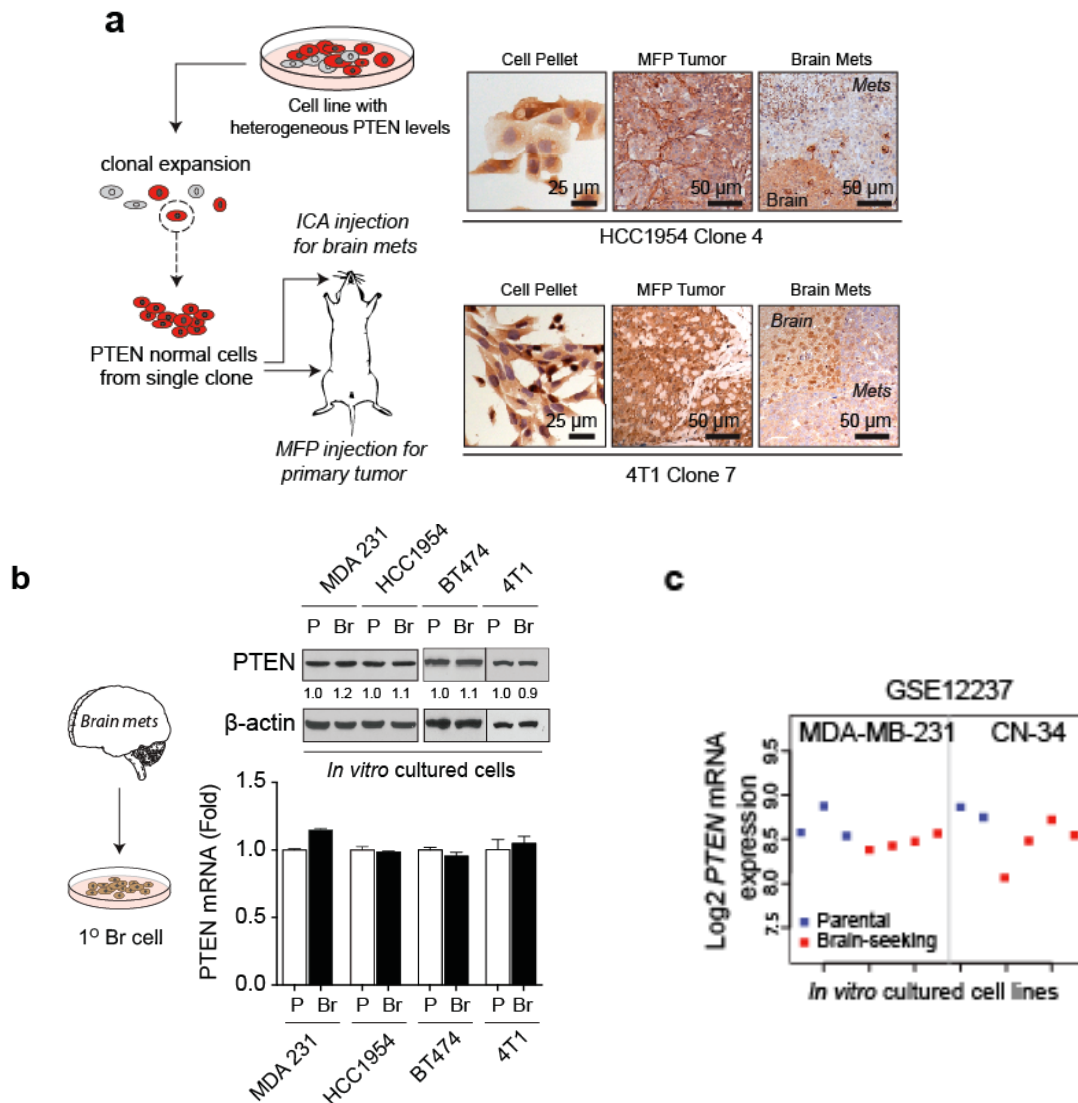 a
Cell line with
heterogeneous PTEN levels
clonal expansion
PTEN normal cells
from single clone
ICA injection
for brain mets
MFP injection for
primary tumor
Cell Pellet MFP Tumor Brain Mets
Mets
25 μm 50 μm 50 μm
Brain
HCC1954 Clone 4
Cell Pellet MFP Tumor Brain Mets
Brain
Mets
25 μm 50 μm 50 μm
4T1 Clone 7
b
Brain mets
1° Br cell
MDA 231 HCC1954 BT474 4T1
P Br P Br P Br P Br
PTEN
1.0 1.2 1.0 1.1 1.0 1.1 1.0 0.9
β-actin
In vitro cultured cells
PTEN mRNA (Fold)
1.5
1.0
0.5
0.0
P Br P Br P Br P Br
MDA 231 HCC1954 BT474 4T1
c
GSE12237
MDA-MB-231 CN-34
Log2 PTEN mRNA
expression
9.5
9.0
8.5
8.0
7.5
Parental
Brain-seeking
In vitro cultured cell lines